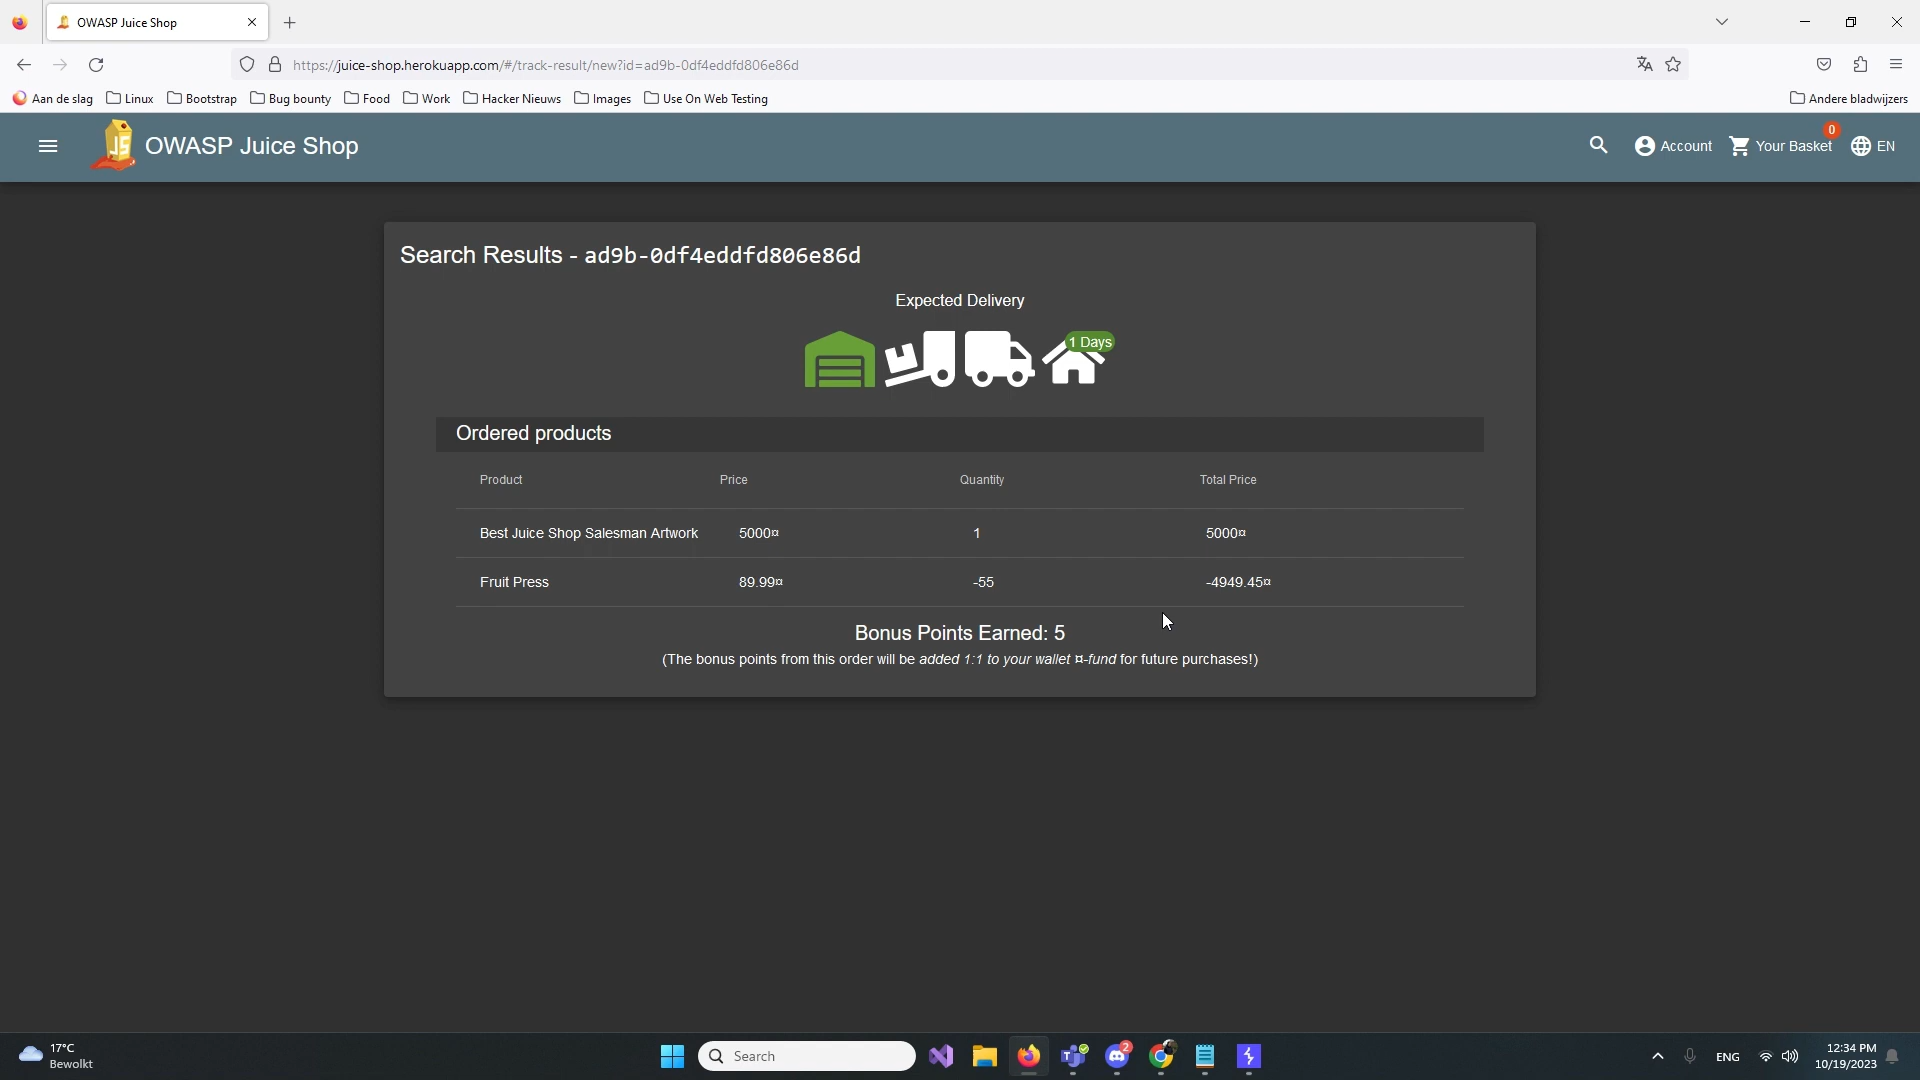 OWASP Juice Shop
https://juice-shop.herokuapp.com/#/track-result/new?id=ad9b-0df4eddfd806e86d
Aan de slag Linux Bootstrap Bug bounty Food Work Hacker Nieuws Images Use On Web Testing Andere bladwijzers
OWASP Juice Shop Account Your Basket 0 EN
Search Results - ad9b-0df4eddfd806e86d
Expected Delivery
1 Days
Ordered products
Product Price Quantity Total Price
Best Juice Shop Salesman Artwork 5000¤ 1 5000¤
Fruit Press 89.99¤ -55 -4949.45¤
Bonus Points Earned: 5
(The bonus points from this order will be added 1:1 to your wallet ¤-fund for future purchases!)
17°C
Bewolkt
Search
2
ENG
12:34 PM
10/19/2023